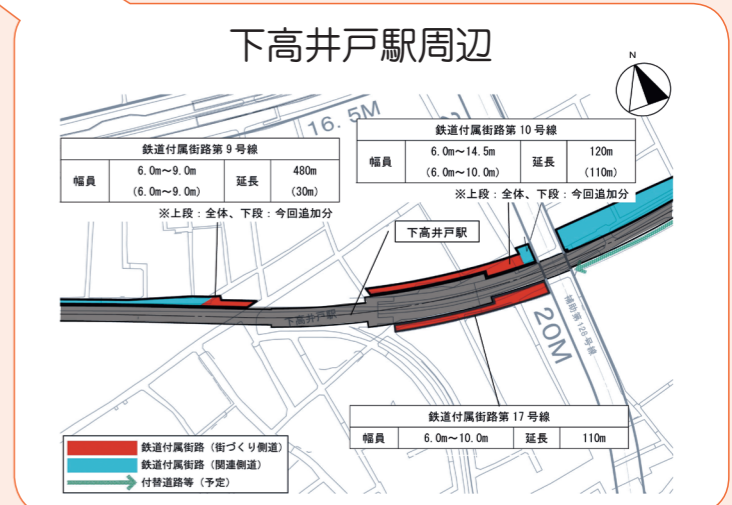 下高井戸駅周辺
N
16.5M
鉄道付属街路第9号線
幅員 6.0m～9.0m 延長 480m
(6.0m～9.0m) (30m)
※上段：全体、下段：今回追加分
鉄道付属街路第10号線
幅員 6.0m～14.5m 延長 120m
(6.0m～10.0m) (110m)
※上段：全体、下段：今回追加分
下高井戸駅
下高井戸駅
20M
補助第128号線
鉄道付属街路第17号線
幅員 6.0m～10.0m 延長 110m
鉄道付属街路（街づくり側道）
鉄道付属街路（関連側道）
付替道路等（予定）